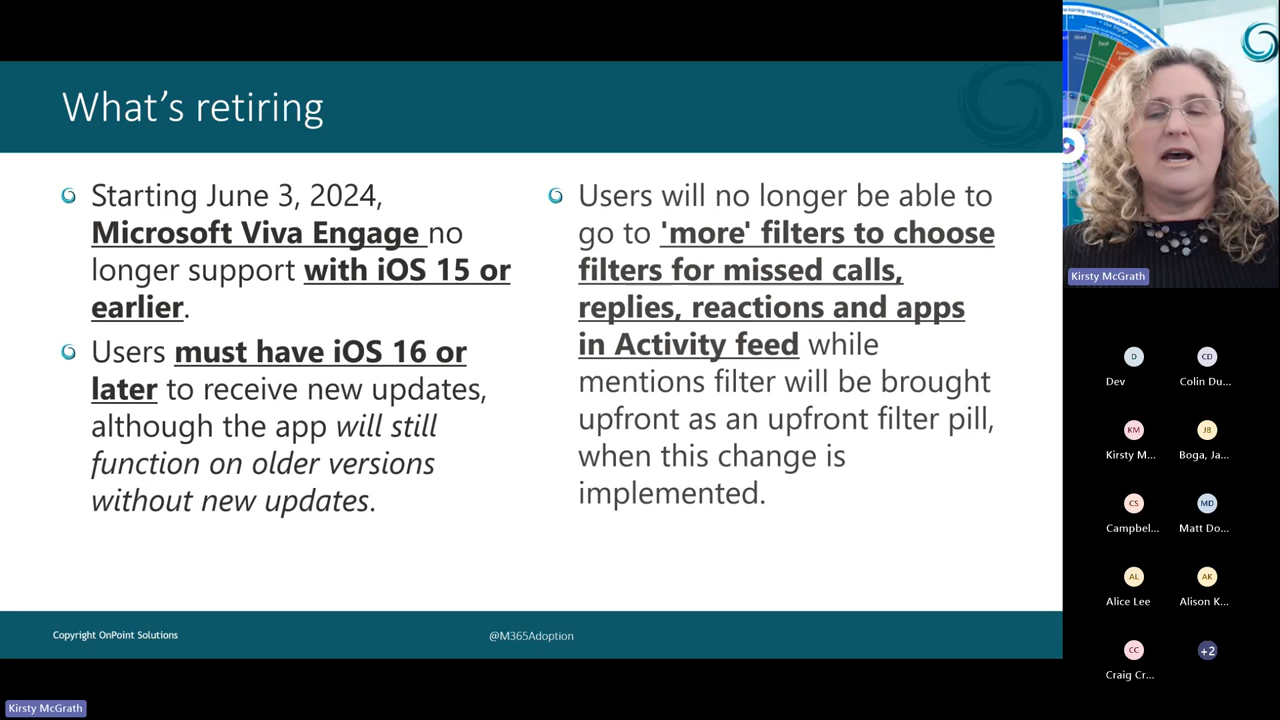 What's retiring
Starting June 3, 2024,
Microsoft Viva Engage no
longer support with iOS 15 or
earlier.
Users must have iOS 16 or
later to receive new updates,
although the app will still
function on older versions
without new updates.
Users will no longer be able to
go to 'more' filters to choose
filters for missed calls,
replies, reactions and apps
in Activity feed while
mentions filter will be brought
upfront as an upfront filter pill,
when this change is
implemented.
Copyright OnPoint Solutions
@M365Adoption
Word
Kirsty McGrath
D
CD
Dev
Colin Du...
KM
JB
Kirsty M...
Boga, Ja...
CS
MD
Campbel...
Matt Do...
AL
AK
Alice Lee
Alison K...
CC
+2
Craig Cr...
Kirsty McGrath